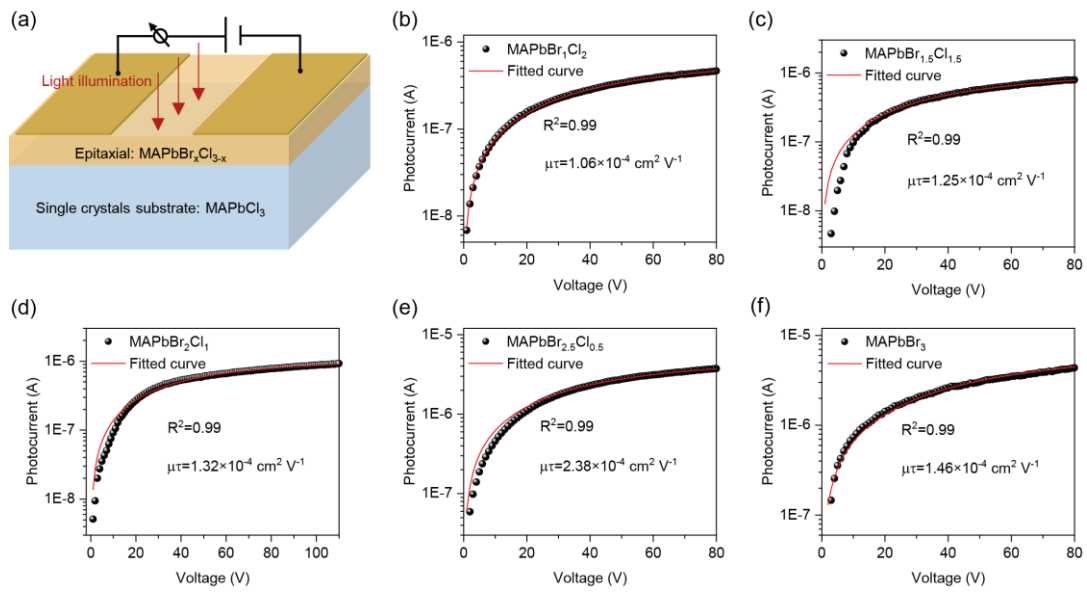 (a)
Light illumination
Epitaxial: MAPbBrₓCl₃₋ₓ
Single crystals substrate: MAPbCl₃
(b)
1E-6
1E-7
1E-8
Photocurrent (A)
MAPbBr₁Cl₂
Fitted curve
R²=0.99
μτ=1.06×10⁻⁴ cm² V⁻¹
0 20 40 60 80
Voltage (V)
(c)
1E-6
1E-7
1E-8
Photocurrent (A)
MAPbBr₁.₅Cl₁.₅
Fitted curve
R²=0.99
μτ=1.25×10⁻⁴ cm² V⁻¹
0 20 40 60 80
Voltage (V)
(d)
1E-6
1E-7
1E-8
Photocurrent (A)
MAPbBr₂Cl₁
Fitted curve
R²=0.99
μτ=1.32×10⁻⁴ cm² V⁻¹
0 20 40 60 80 100
Voltage (V)
(e)
1E-5
1E-6
1E-7
Photocurrent (A)
MAPbBr₂.₅Cl₀.₅
Fitted curve
R²=0.99
μτ=2.38×10⁻⁴ cm² V⁻¹
0 20 40 60 80
Voltage (V)
(f)
1E-5
1E-6
1E-7
Photocurrent (A)
MAPbBr₃
Fitted curve
R²=0.99
μτ=1.46×10⁻⁴ cm² V⁻¹
0 20 40 60 80
Voltage (V)